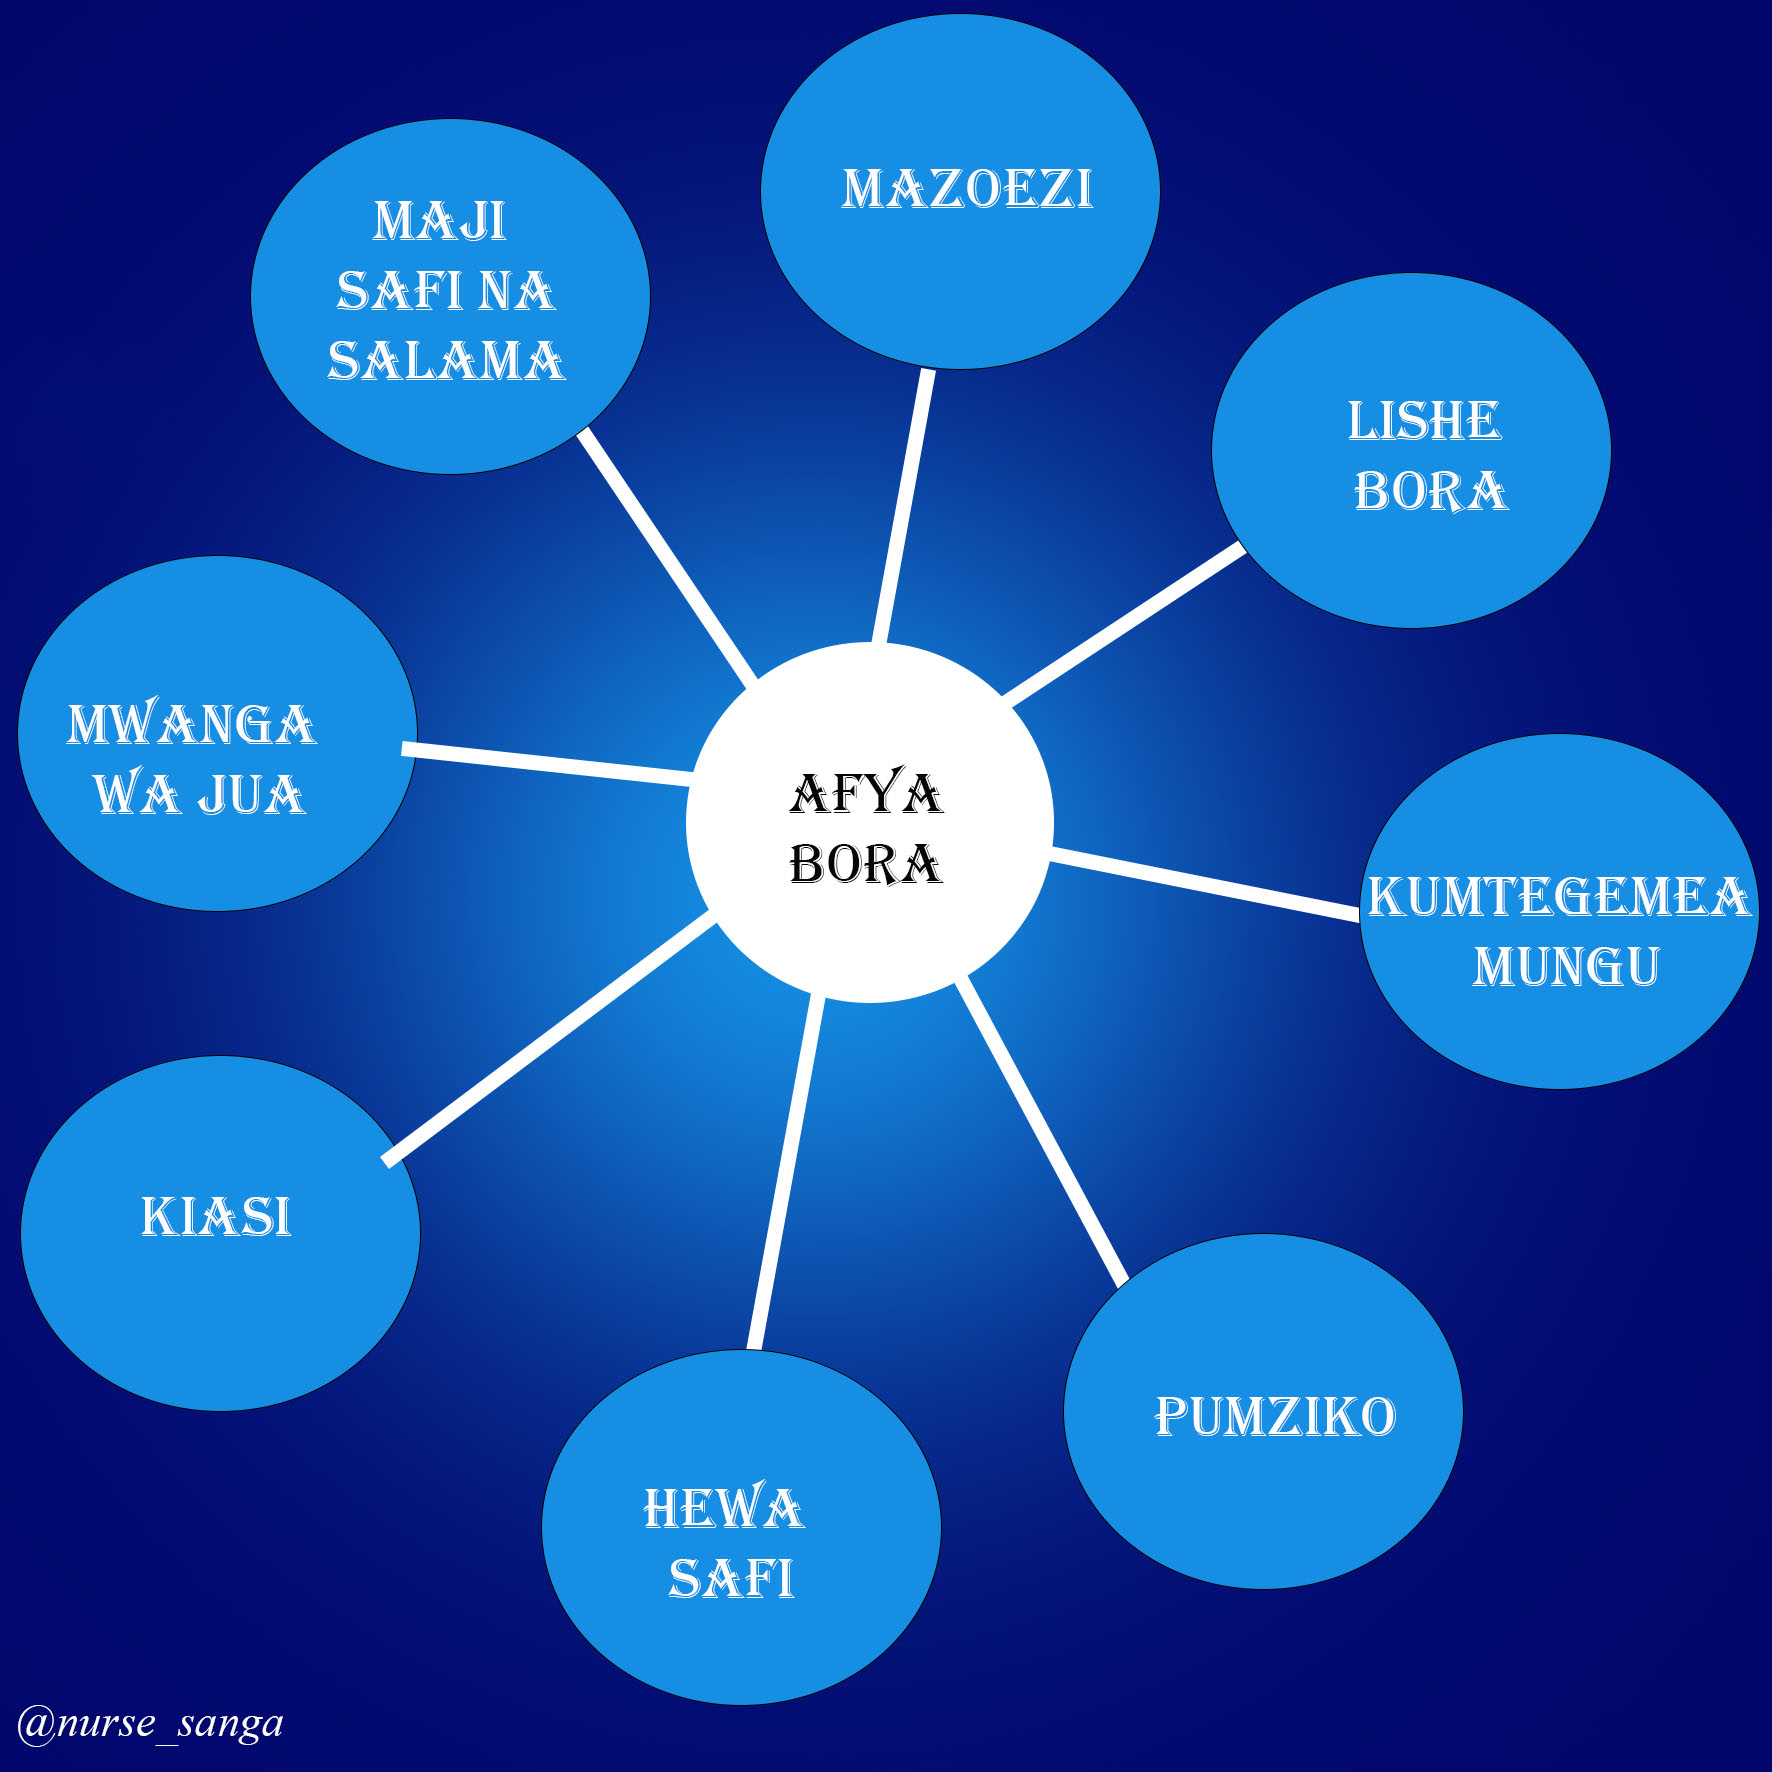 MAZOEZI
MAJI
SAFI NA
SALAMA
LISHE
BORA
MWANGA
WA JUA
AFYA
BORA
KUMTEGEMEA
MUNGU
KIASI
PUMZIKO
HEWA
SAFI
@nurse_sanga